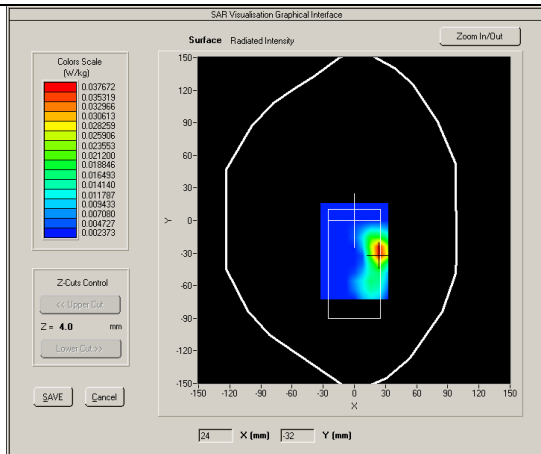 SAR Visualisation Graphical Interface
Surface Radiated Intensity
Zoom In/Out
Colors Scale
(W/kg)
0.037672
0.035319
0.032966
0.030613
0.028259
0.025906
0.023553
0.021200
0.018846
0.016493
0.014140
0.011787
0.009433
0.007080
0.004727
0.002373
150
120
90
60
30
0
-30
-60
-90
-120
-150
Y
-150 -120 -90 -60 -30 0 30 60 90 120 150
X
Z-Cuts Control
<< Upper Cut
Z = 4.0 mm
Lower Cut >>
SAVE Cancel
24 X (mm) -32 Y (mm)